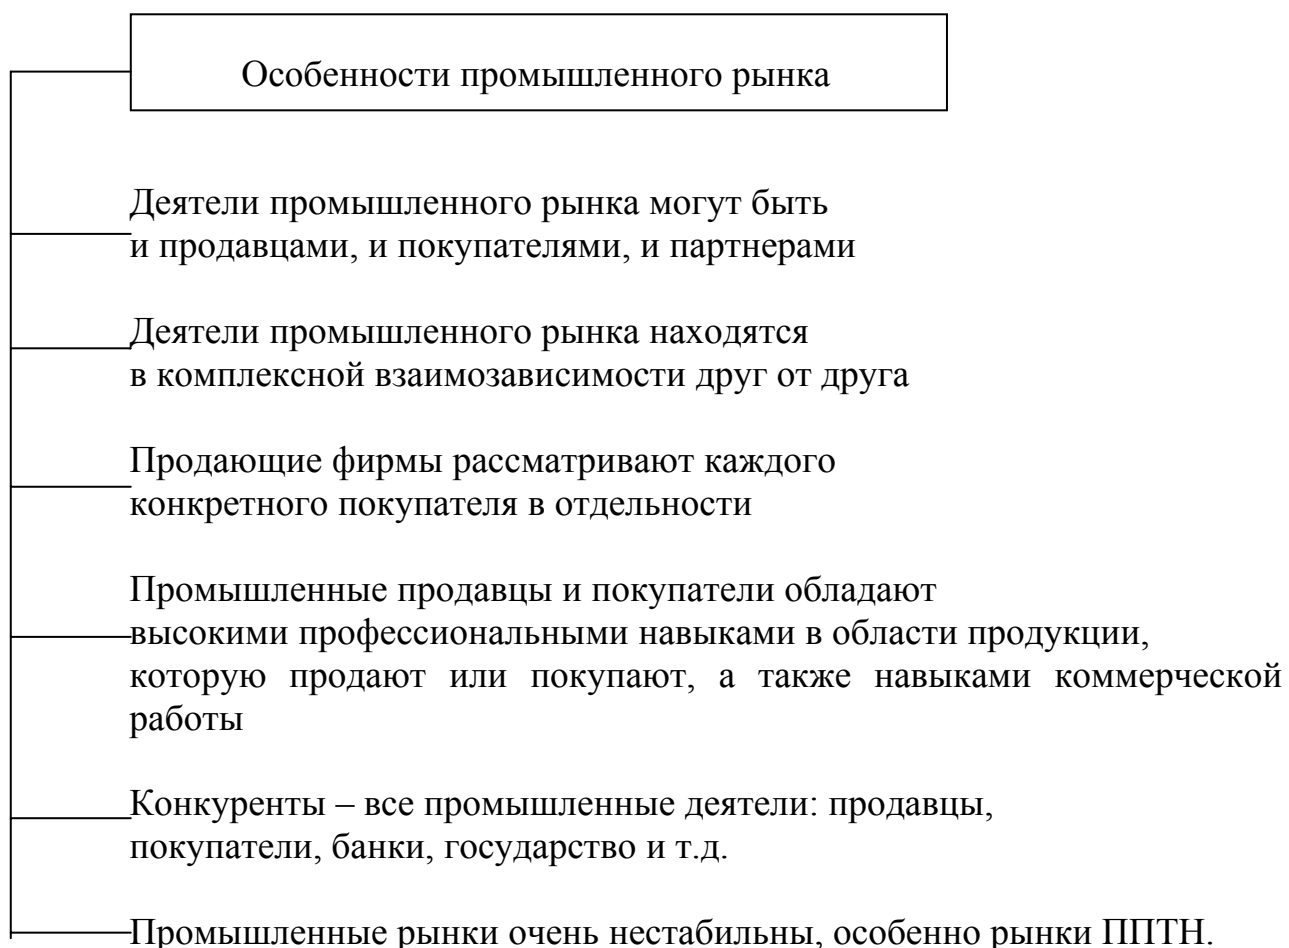 Особенности промышленного рынка
Деятели промышленного рынка могут быть
и продавцами, и покупателями, и партнерами
Деятели промышленного рынка находятся
в комплексной взаимозависимости друг от друга
Продающие фирмы рассматривают каждого
конкретного покупателя в отдельности
Промышленные продавцы и покупатели обладают
высокими профессиональными навыками в области продукции,
которую продают или покупают, а также навыками коммерческой
работы
Конкуренты – все промышленные деятели: продавцы,
покупатели, банки, государство и т.д.
Промышленные рынки очень нестабильны, особенно рынки ППТН.